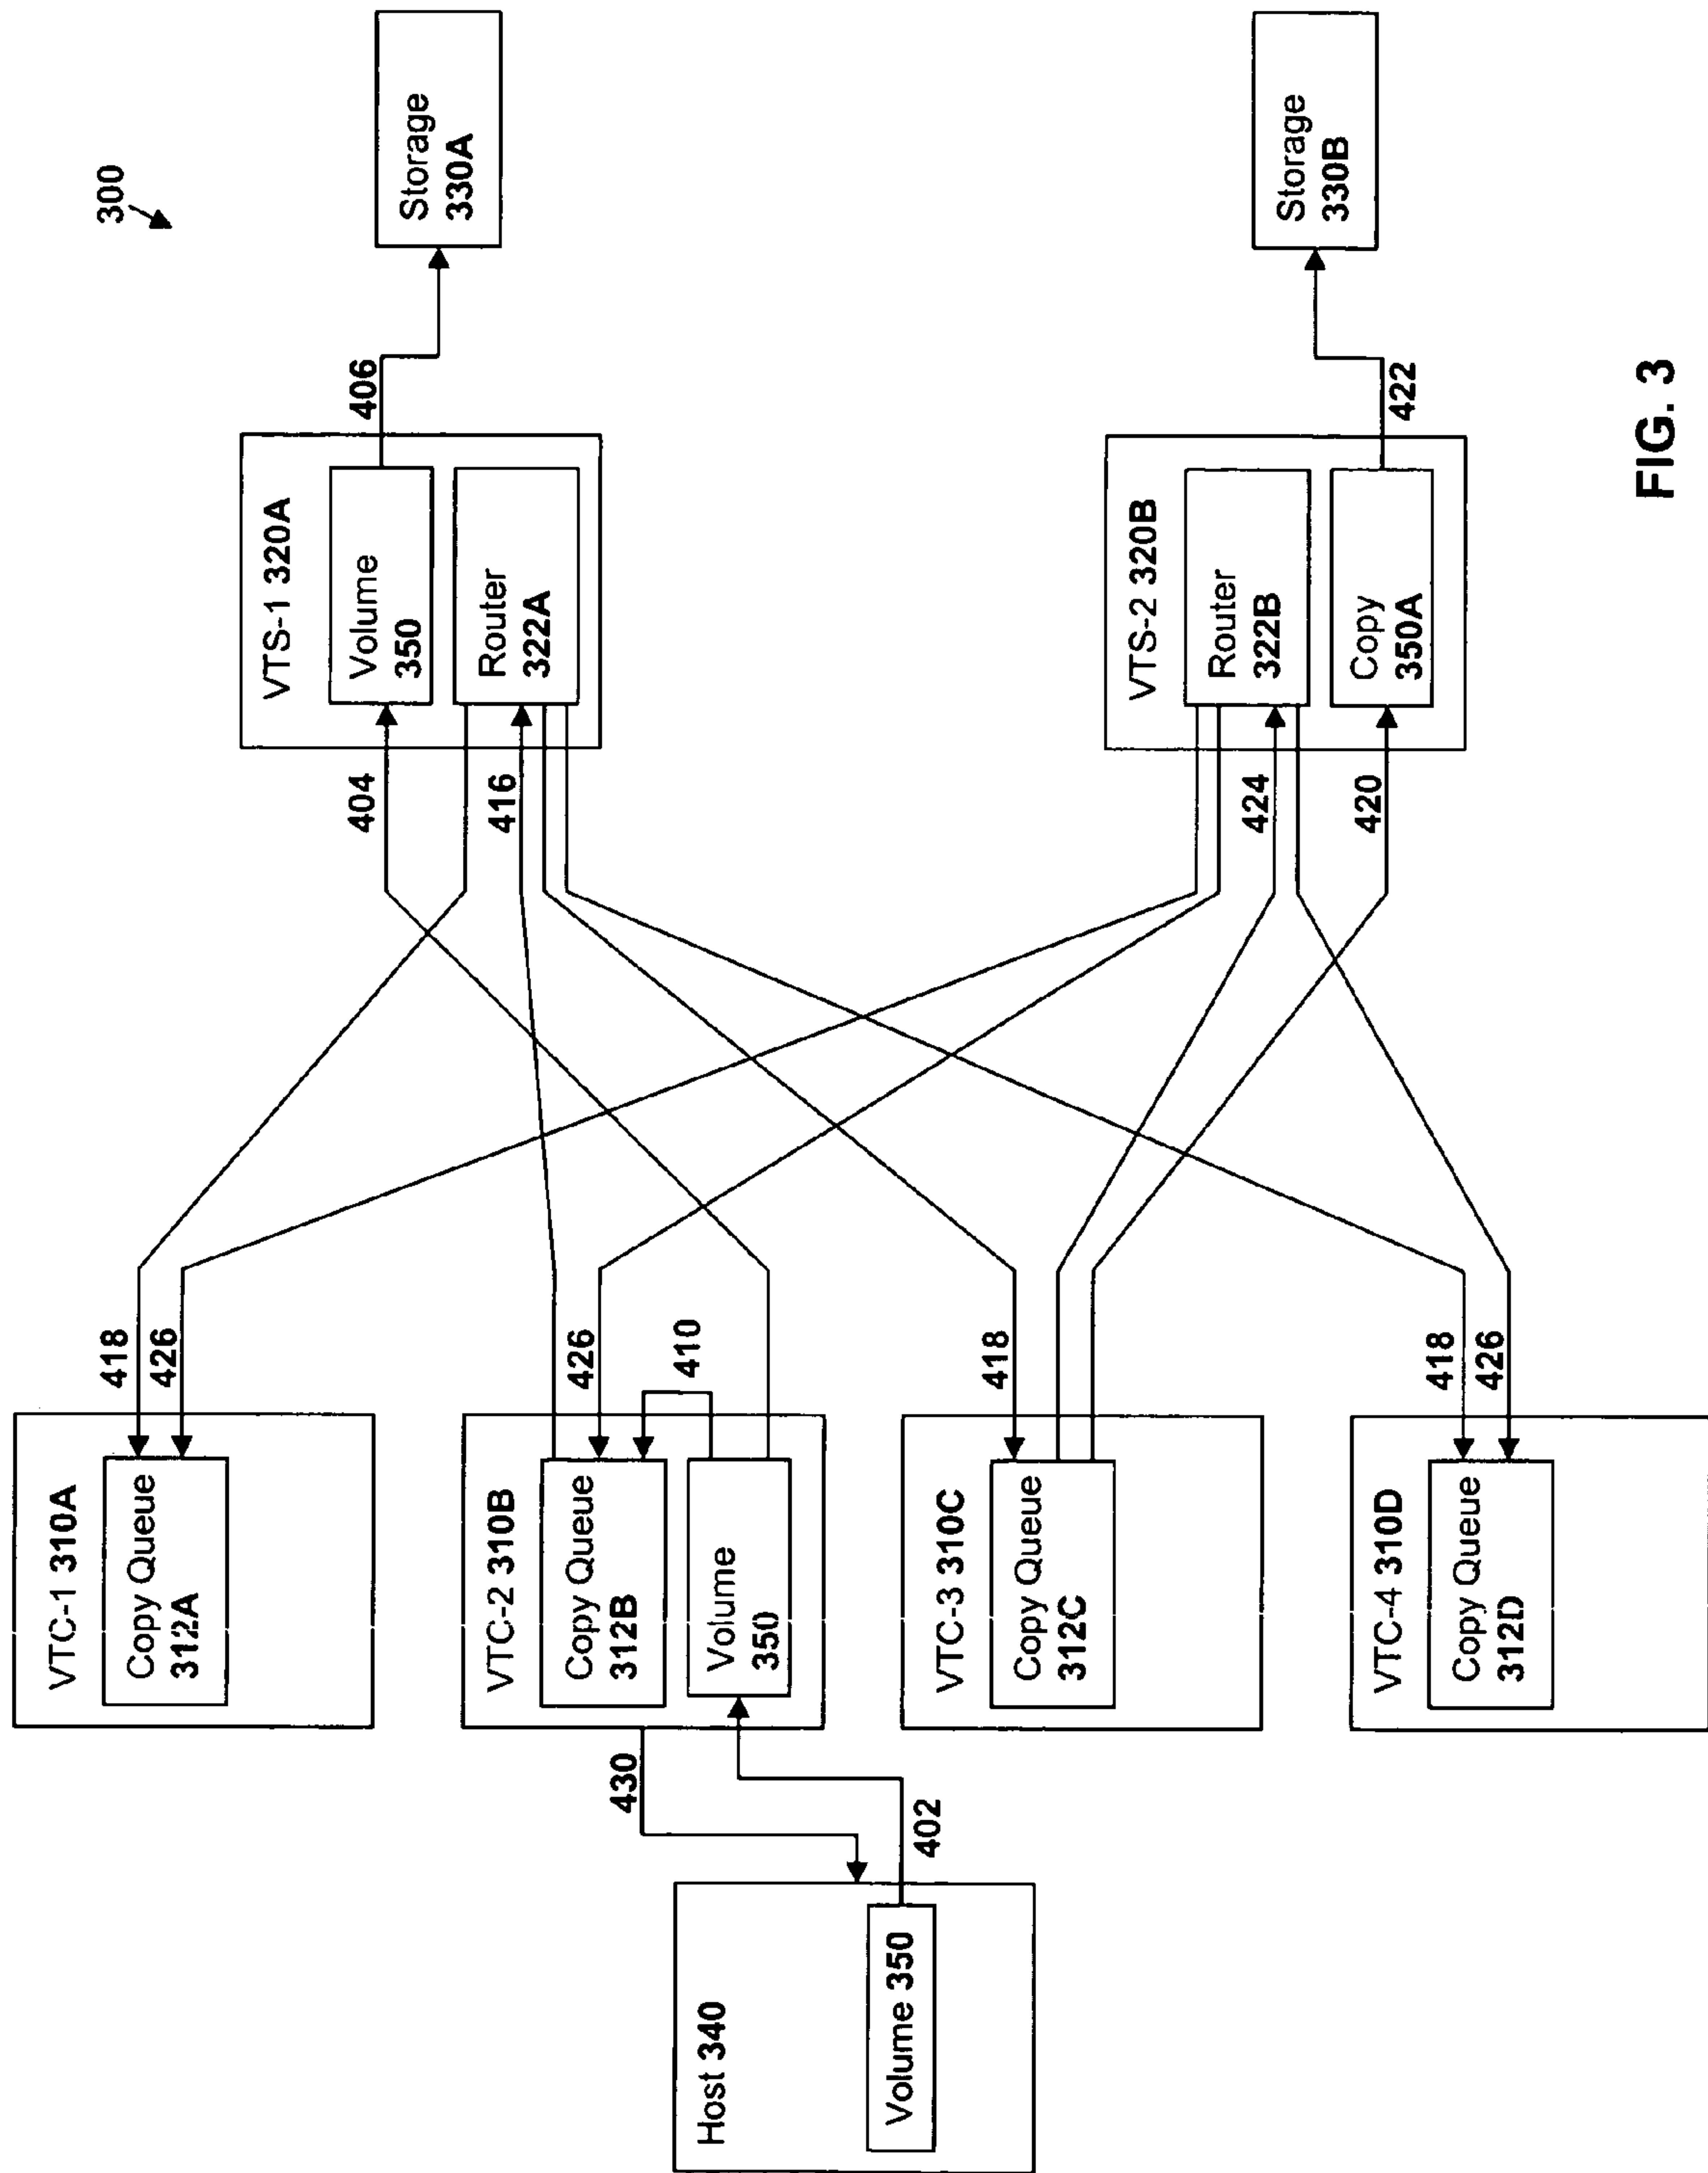 300
VTC-1 310A
Copy Queue
312A
418
426
VTC-2 310B
Copy Queue
312B
Volume
350
426
410
430
402
Host 340
Volume 350
VTC-3 310C
Copy Queue
312C
418
VTC-4 310D
Copy Queue
312D
418
426
VTS-1 320A
Volume
350
Router
322A
404
416
406
Storage
330A
VTS-2 320B
Router
322B
Copy
350A
424
420
422
Storage
330B
FIG. 3